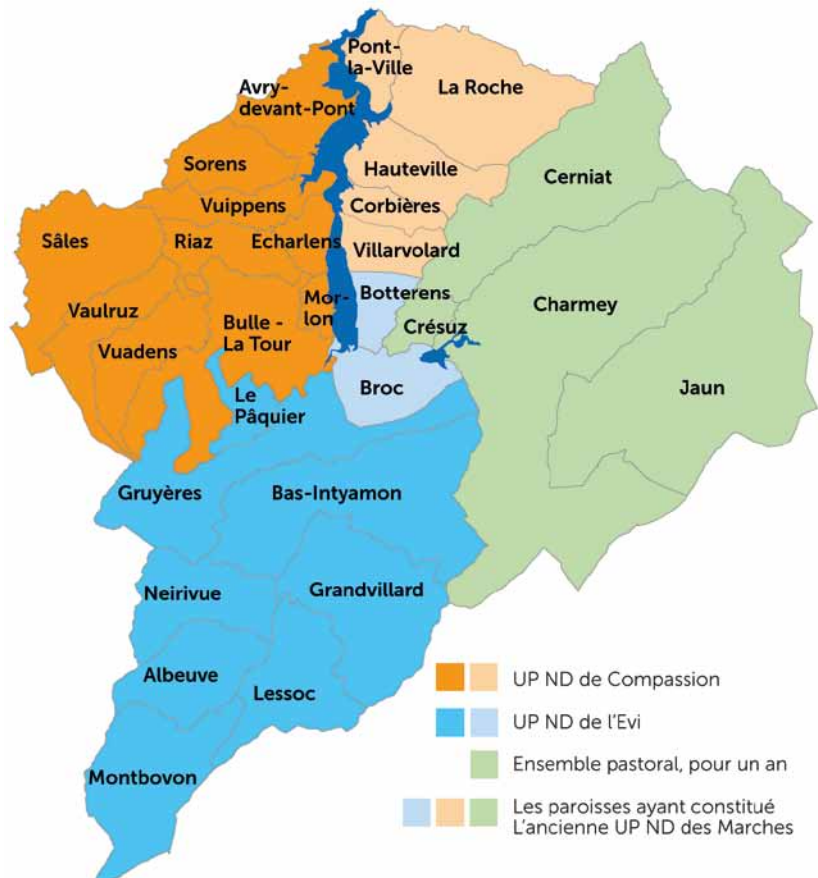 Pont-
la-Ville
La Roche
Avry-
devant-Pont
Hauteville
Sorens
Cerniat
Vuippens
Corbières
Sâles
Riaz
Echarlens
Villarvolard
Botterens
Mor-
lon
Vaulruz
Charmey
Bulle -
La Tour
Crésuz
Vuadens
Jaun
Broc
Le
Pâquier
Gruyères
Bas-Intyamon
Neirivue
Grandvillard
Albeuve
Lessoc
Montbovon
UP ND de Compassion
UP ND de l'Evi
Ensemble pastoral, pour un an
Les paroisses ayant constitué
L'ancienne UP ND des Marches